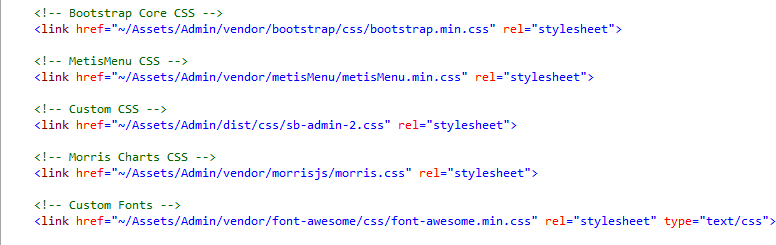 <!-- Bootstrap Core CSS -->
<link href="~/Assets/Admin/vendor/bootstrap/css/bootstrap.min.css" rel="stylesheet">
<!-- MetisMenu CSS -->
<link href="~/Assets/Admin/vendor/metisMenu/metisMenu.min.css" rel="stylesheet">
<!-- Custom CSS -->
<link href="~/Assets/Admin/dist/css/sb-admin-2.css" rel="stylesheet">
<!-- Morris Charts CSS -->
<link href="~/Assets/Admin/vendor/morrisjs/morris.css" rel="stylesheet">
<!-- Custom Fonts -->
<link href="~/Assets/Admin/vendor/font-awesome/css/font-awesome.min.css" rel="stylesheet" type="text/css">